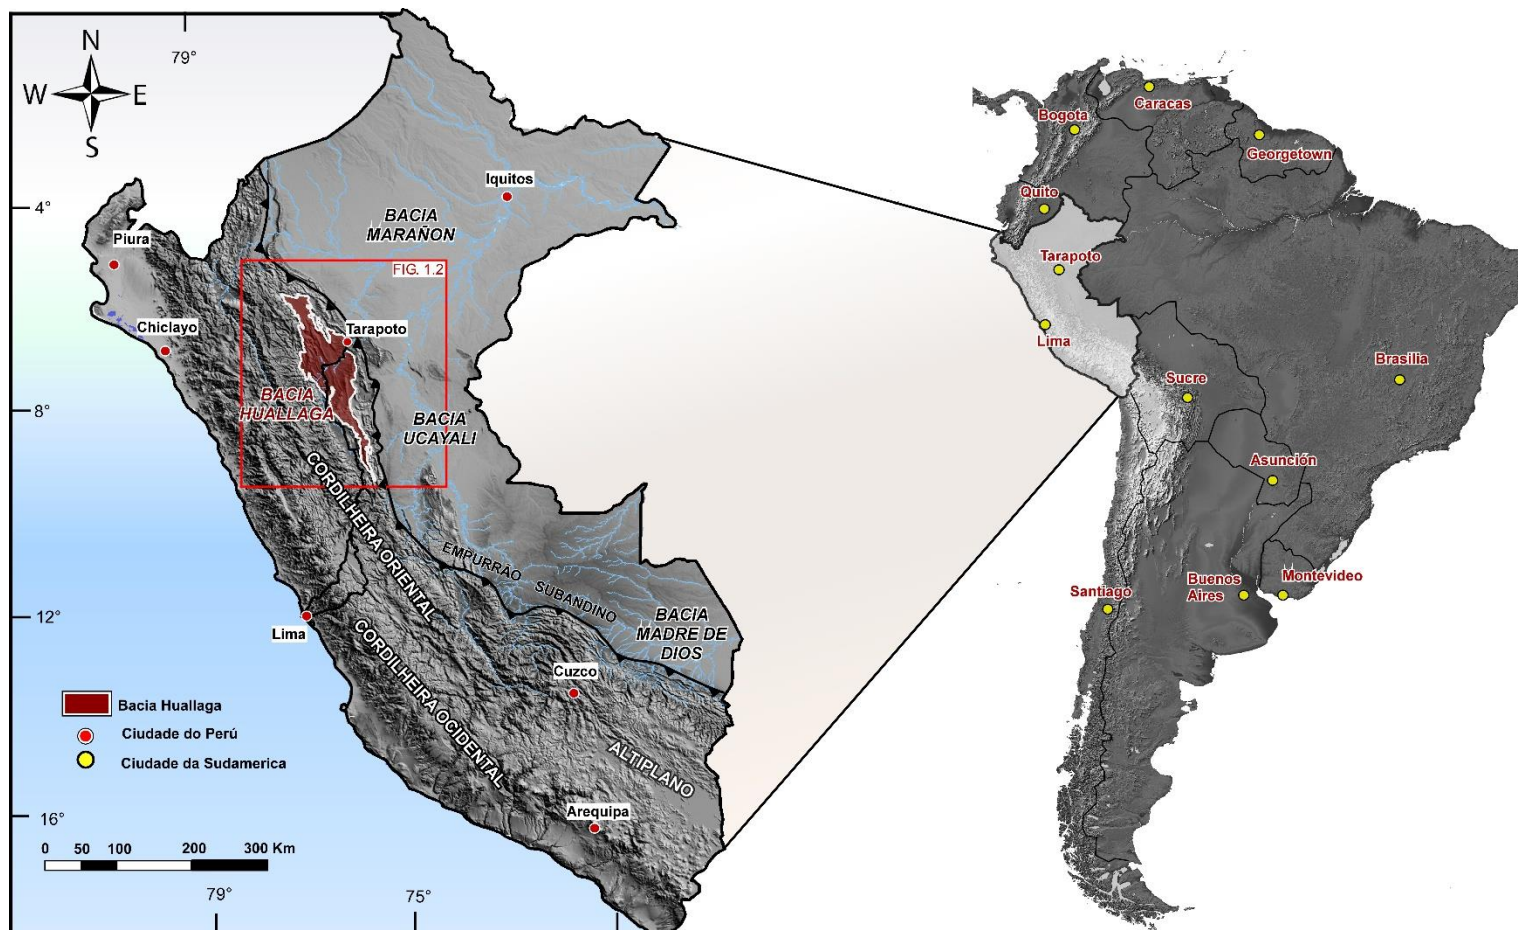 N
W
E
S
79°
4°
8°
12°
16°
79°
75°
Piura
Chiclayo
Iquitos
BACIA
MARAÑON
FIG. 1.2
Tarapoto
BACIA
HUALLAGA
BACIA
UCAYALI
CORDILHEIRA ORIENTAL
CORDILHEIRA OCIDENTAL
EMPURRÃO SUBANDINO
BACIA
MADRE DE
DIOS
Lima
Cuzco
ALTIPLANO
Arequipa
Bacia Huallaga
Ciudade do Perú
Ciudade da Sudamerica
0 50 100 200 300 Km
Caracas
Bogota
Georgetown
Quito
Tarapoto
Lima
Brasilia
Sucre
Asunción
Santiago
Buenos
Aires
Montevideo